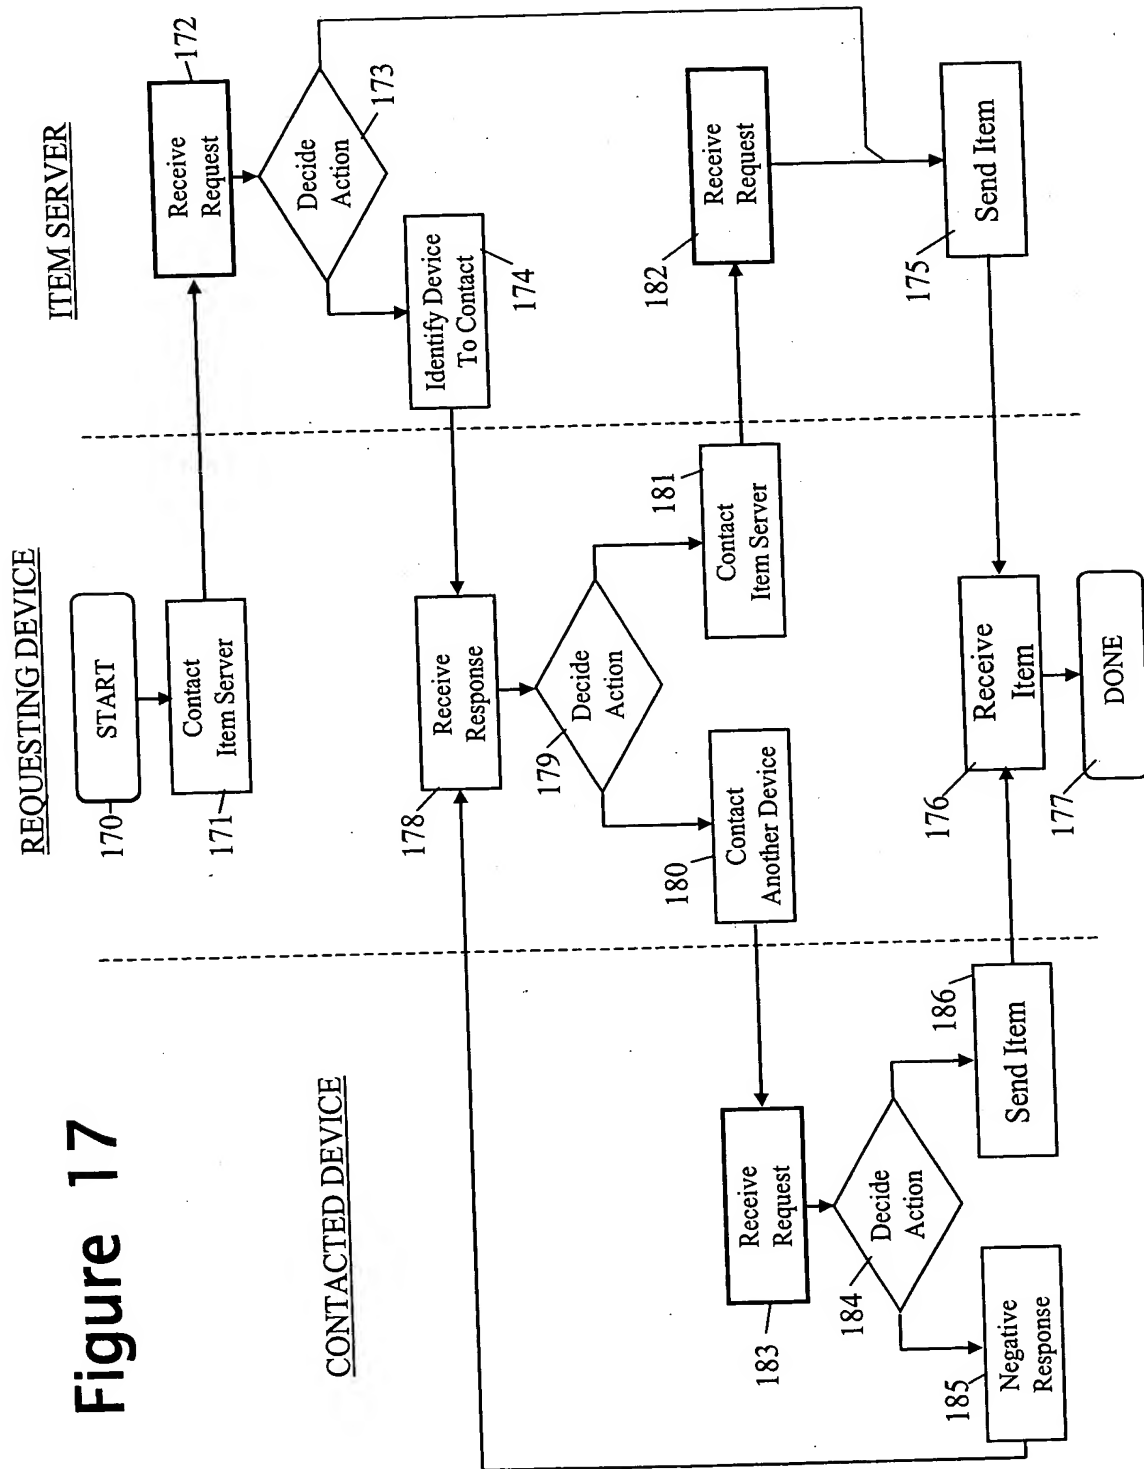 Figure 17
CONTACTED DEVICE
REQUESTING DEVICE
ITEM SERVER
START
170
Contact
Item Server
171
Receive
Request
172
Decide
Action
173
Identify Device
To Contact
174
Receive
Response
178
Decide
Action
179
Contact
Another Device
180
Contact
Item Server
181
Receive
Request
182
Send Item
175
Receive
Request
183
Decide
Action
184
Negative
Response
185
Send Item
186
Receive
Item
176
DONE
177